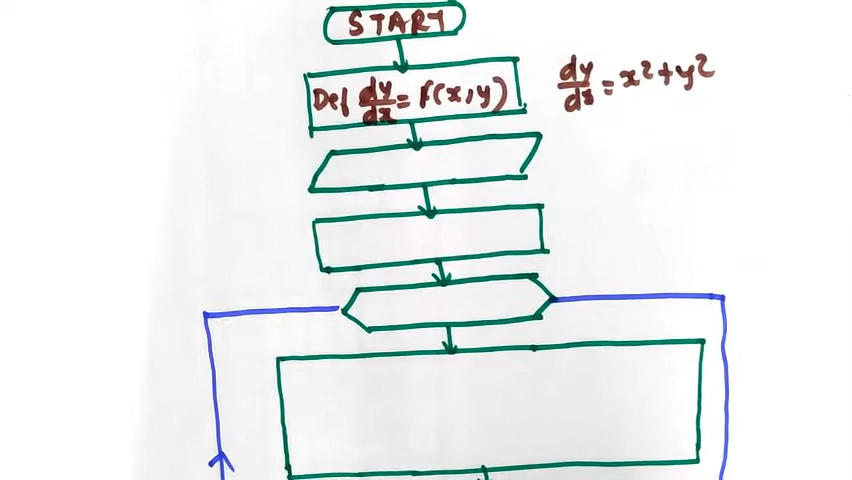 START
Def dy/dx = f(x,y)
dy/dx = x²+y²